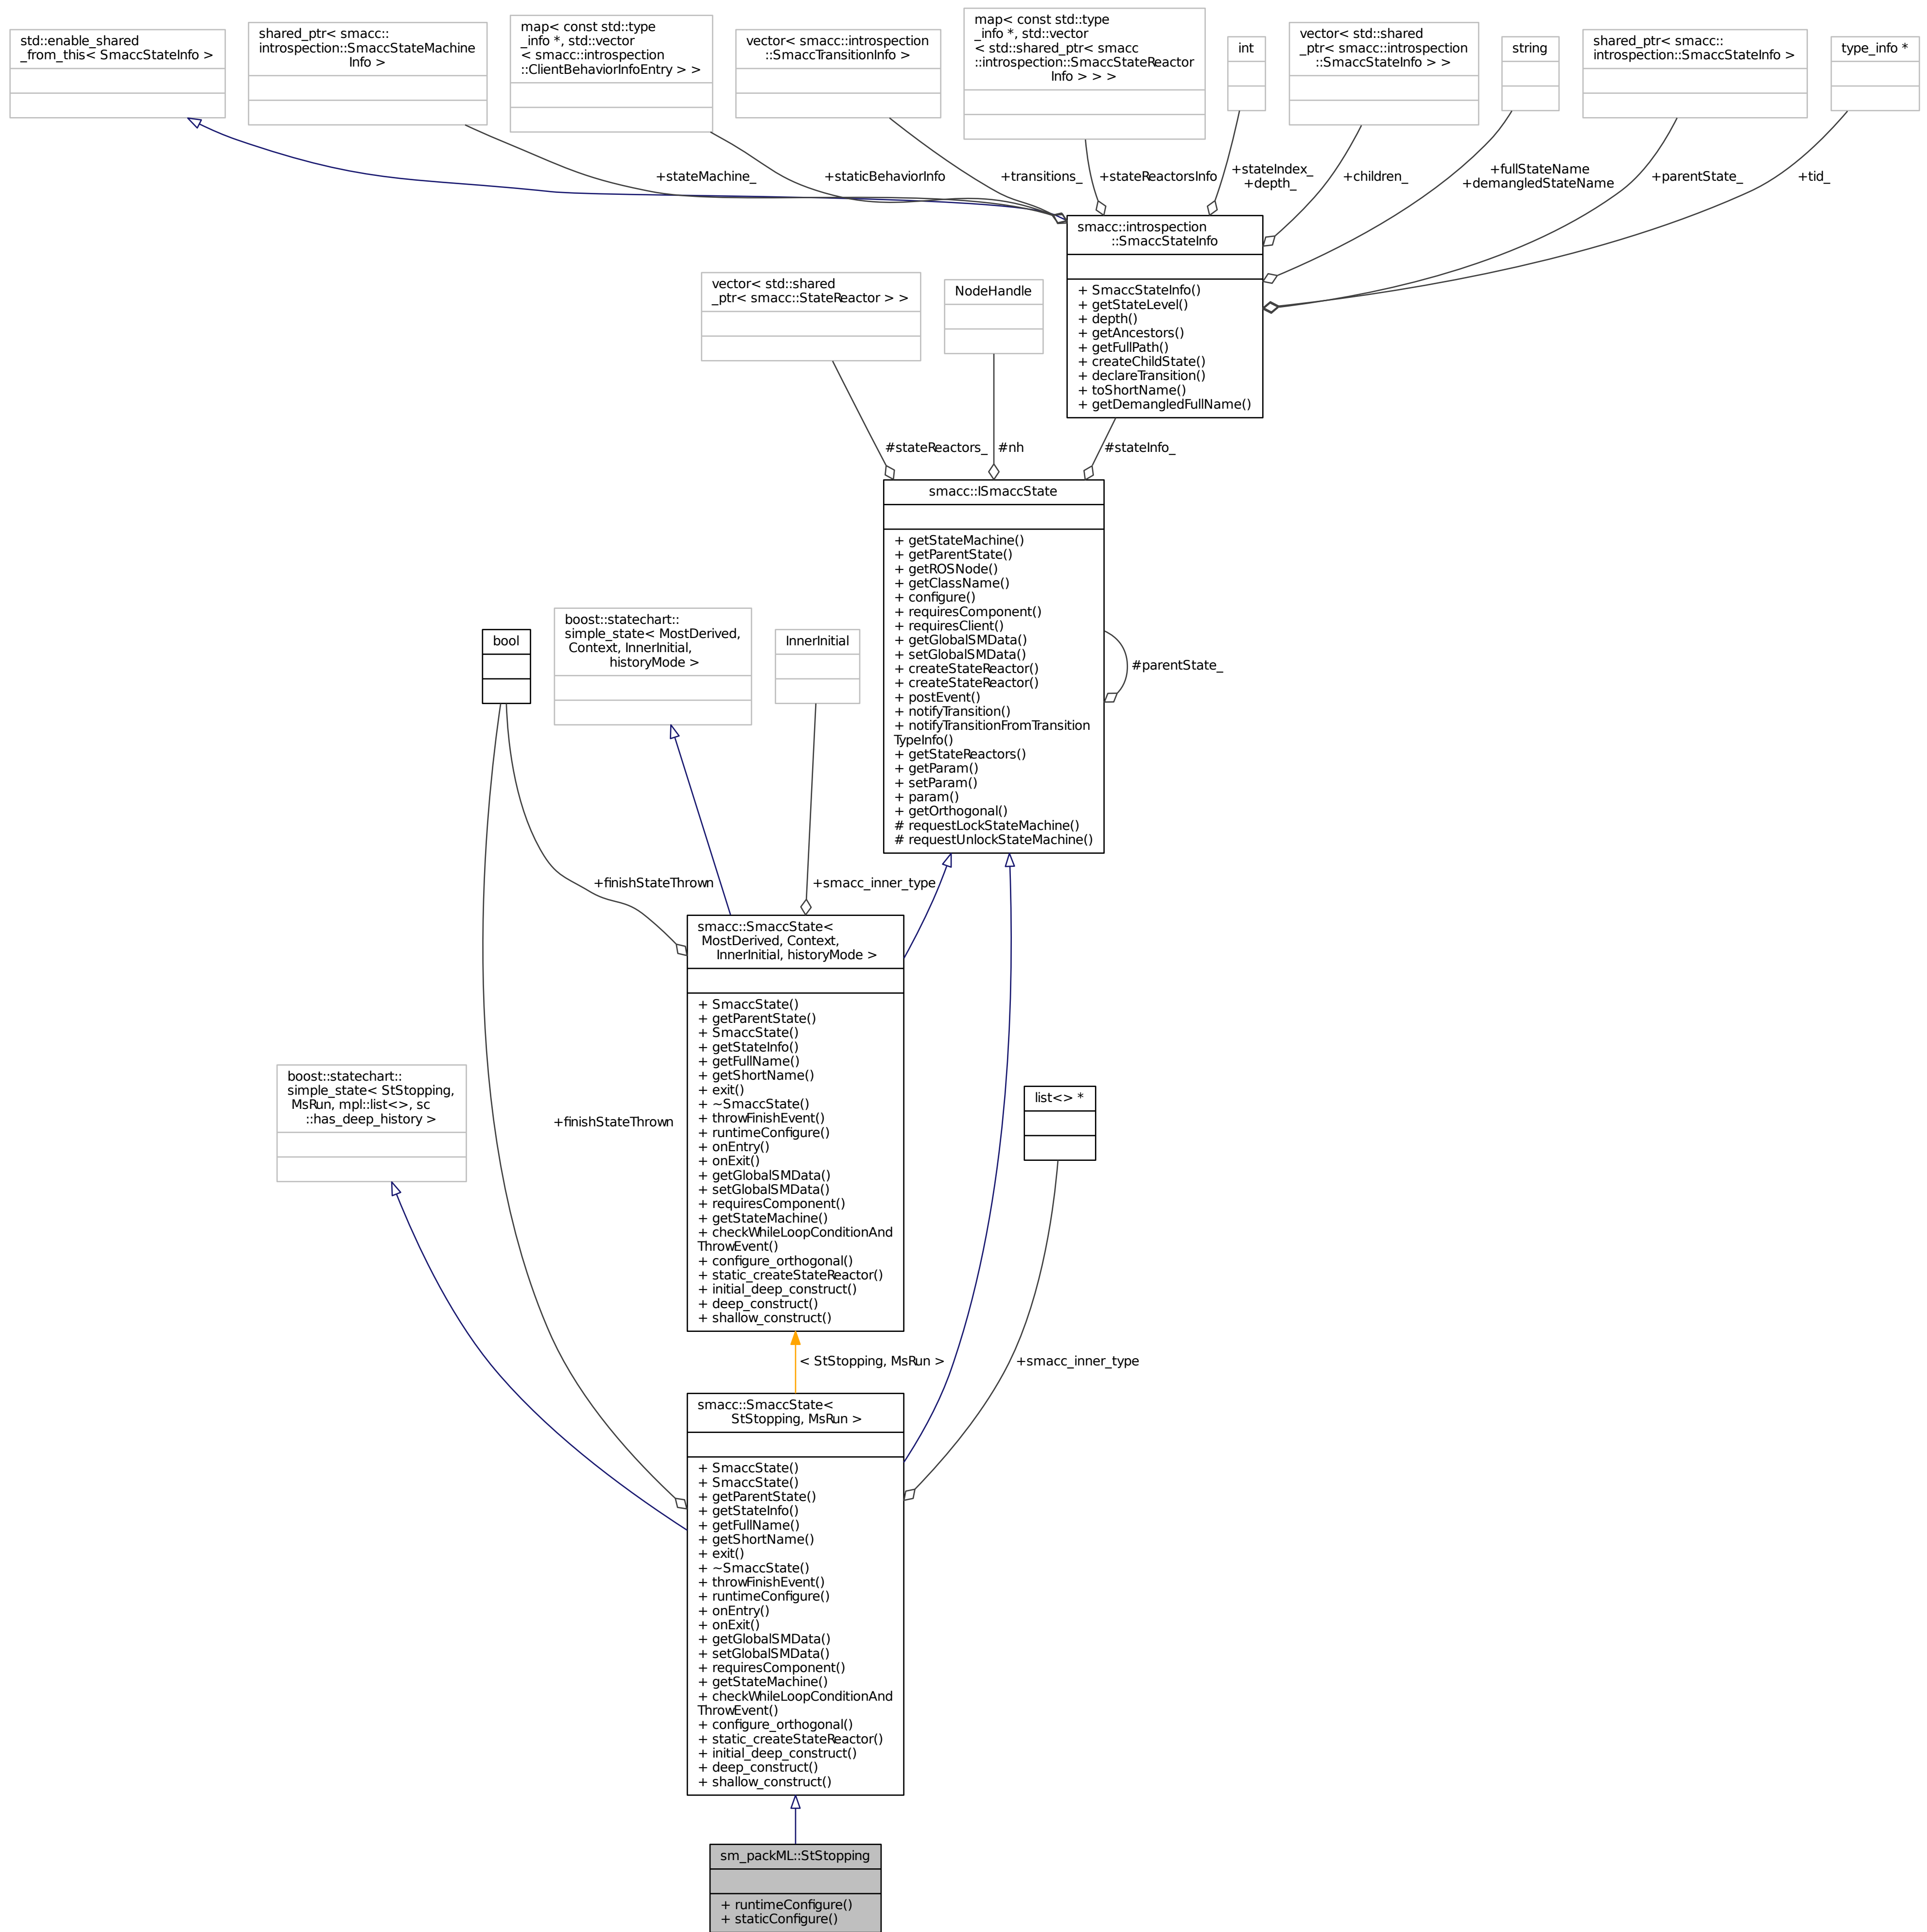 std::enable_shared
_from_this< SmaccStateInfo >
shared_ptr< smacc::
introspection::SmaccStateMachine
Info >
map< const std::type
_info *, std::vector
< smacc::introspection
::ClientBehaviorInfoEntry > >
vector< smacc::introspection
::SmaccTransitionInfo >
map< const std::type
_info *, std::vector
< std::shared_ptr< smacc
::introspection::SmaccStateReactor
Info > > >
int
vector< std::shared
_ptr< smacc::introspection
::SmaccStateInfo > >
string
shared_ptr< smacc::
introspection::SmaccStateInfo >
type_info *
+stateMachine_
+staticBehaviorInfo
+transitions_
+stateReactorsInfo
+stateIndex_
+depth_
+children_
+fullStateName
+demangledStateName
+parentState_
+tid_
smacc::introspection
::SmaccStateInfo
+ SmaccStateInfo()
+ getStateLevel()
+ depth()
+ getAncestors()
+ getFullPath()
+ createChildState()
+ declareTransition()
+ toShortName()
+ getDemangledFullName()
vector< std::shared
_ptr< smacc::StateReactor > >
NodeHandle
#stateReactors_
#nh
#stateInfo_
smacc::ISmaccState
+ getStateMachine()
+ getParentState()
+ getROSNode()
+ getClassName()
+ configure()
+ requiresComponent()
+ requiresClient()
+ getGlobalSMData()
+ setGlobalSMData()
+ createStateReactor()
+ createStateReactor()
+ postEvent()
+ notifyTransition()
+ notifyTransitionFromTransition
TypeInfo()
+ getStateReactors()
+ getParam()
+ setParam()
+ param()
+ getOrthogonal()
# requestLockStateMachine()
# requestUnlockStateMachine()
#parentState_
bool
boost::statechart::
simple_state< MostDerived,
Context, InnerInitial,
historyMode >
InnerInitial
+finishStateThrown
+smacc_inner_type
smacc::SmaccState<
MostDerived, Context,
InnerInitial, historyMode >
+ SmaccState()
+ getParentState()
+ SmaccState()
+ getStateInfo()
+ getFullName()
+ getShortName()
+ exit()
+ ~SmaccState()
+ throwFinishEvent()
+ runtimeConfigure()
+ onEntry()
+ onExit()
+ getGlobalSMData()
+ setGlobalSMData()
+ requiresComponent()
+ getStateMachine()
+ checkWhileLoopConditionAnd
ThrowEvent()
+ configure_orthogonal()
+ static_createStateReactor()
+ initial_deep_construct()
+ deep_construct()
+ shallow_construct()
boost::statechart::
simple_state< StStopping,
MsRun, mpl::list<>, sc
::has_deep_history >
+finishStateThrown
list<> *
< StStopping, MsRun >
+smacc_inner_type
smacc::SmaccState<
StStopping, MsRun >
+ SmaccState()
+ SmaccState()
+ getParentState()
+ getStateInfo()
+ getFullName()
+ getShortName()
+ exit()
+ ~SmaccState()
+ throwFinishEvent()
+ runtimeConfigure()
+ onEntry()
+ onExit()
+ getGlobalSMData()
+ setGlobalSMData()
+ requiresComponent()
+ getStateMachine()
+ checkWhileLoopConditionAnd
ThrowEvent()
+ configure_orthogonal()
+ static_createStateReactor()
+ initial_deep_construct()
+ deep_construct()
+ shallow_construct()
sm_packML::StStopping
+ runtimeConfigure()
+ staticConfigure()